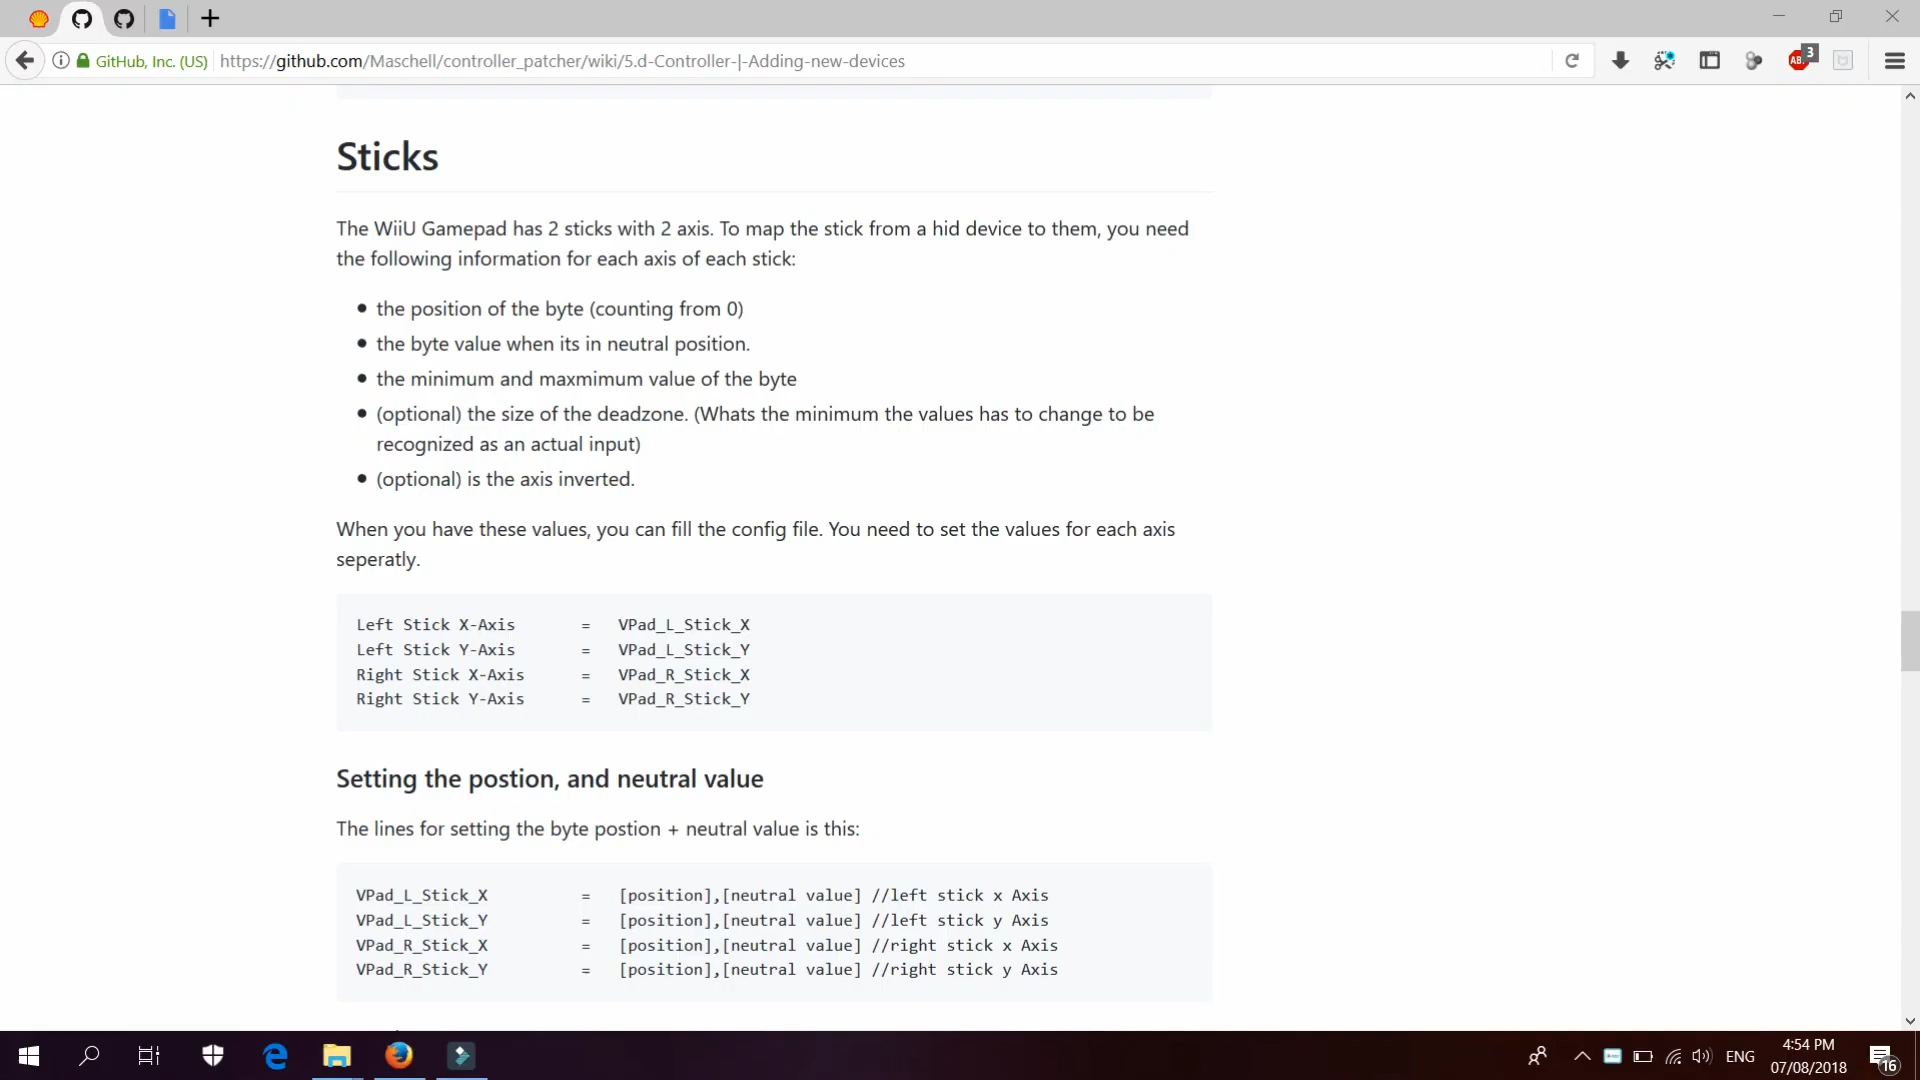 GitHub, Inc. (US) https://github.com/Maschell/controller_patcher/wiki/5.d-Controller-|-Adding-new-devices
ABP 3
Sticks
The WiiU Gamepad has 2 sticks with 2 axis. To map the stick from a hid device to them, you need
the following information for each axis of each stick:
the position of the byte (counting from 0)
the byte value when its in neutral position.
the minimum and maxmimum value of the byte
(optional) the size of the deadzone. (Whats the minimum the values has to change to be
recognized as an actual input)
(optional) is the axis inverted.
When you have these values, you can fill the config file. You need to set the values for each axis
seperatly.
Left Stick X-Axis = VPad_L_Stick_X
Left Stick Y-Axis = VPad_L_Stick_Y
Right Stick X-Axis = VPad_R_Stick_X
Right Stick Y-Axis = VPad_R_Stick_Y
Setting the postion, and neutral value
The lines for setting the byte postion + neutral value is this:
VPad_L_Stick_X = [position],[neutral value] //left stick x Axis
VPad_L_Stick_Y = [position],[neutral value] //left stick y Axis
VPad_R_Stick_X = [position],[neutral value] //right stick x Axis
VPad_R_Stick_Y = [position],[neutral value] //right stick y Axis
ENG
4:54 PM
07/08/2018
16